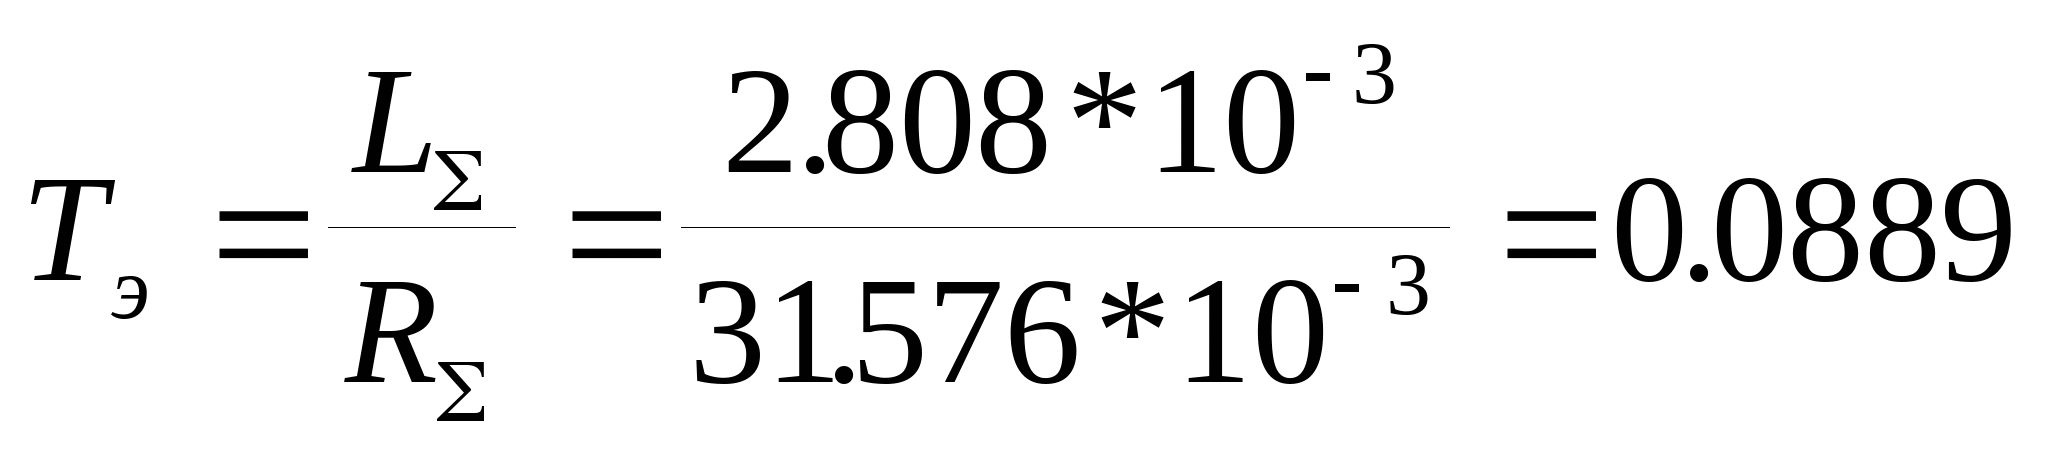 Tэ = LΣ / RΣ = 2.808*10^-3 / 31.576*10^-3 = 0.0889